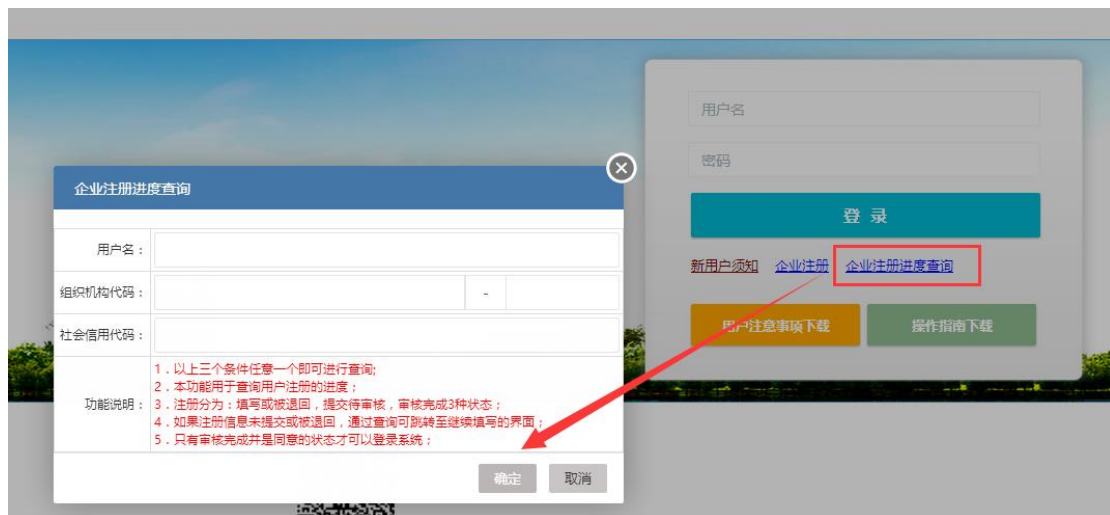 用户名
密码
登 录
新用户须知 企业注册 企业注册进度查询
用户注意事项下载 操作指南下载
企业注册进度查询
用户名：
组织机构代码： -
社会信用代码：
功能说明：
1．以上三个条件任意一个即可进行查询;
2．本功能用于查询用户注册的进度；
3．注册分为：填写或被退回，提交待审核，审核完成3种状态；
4．如果注册信息未提交或被退回，通过查询可跳转至继续填写的界面；
5．只有审核完成并是同意的状态才可以登录系统；
确定 取消